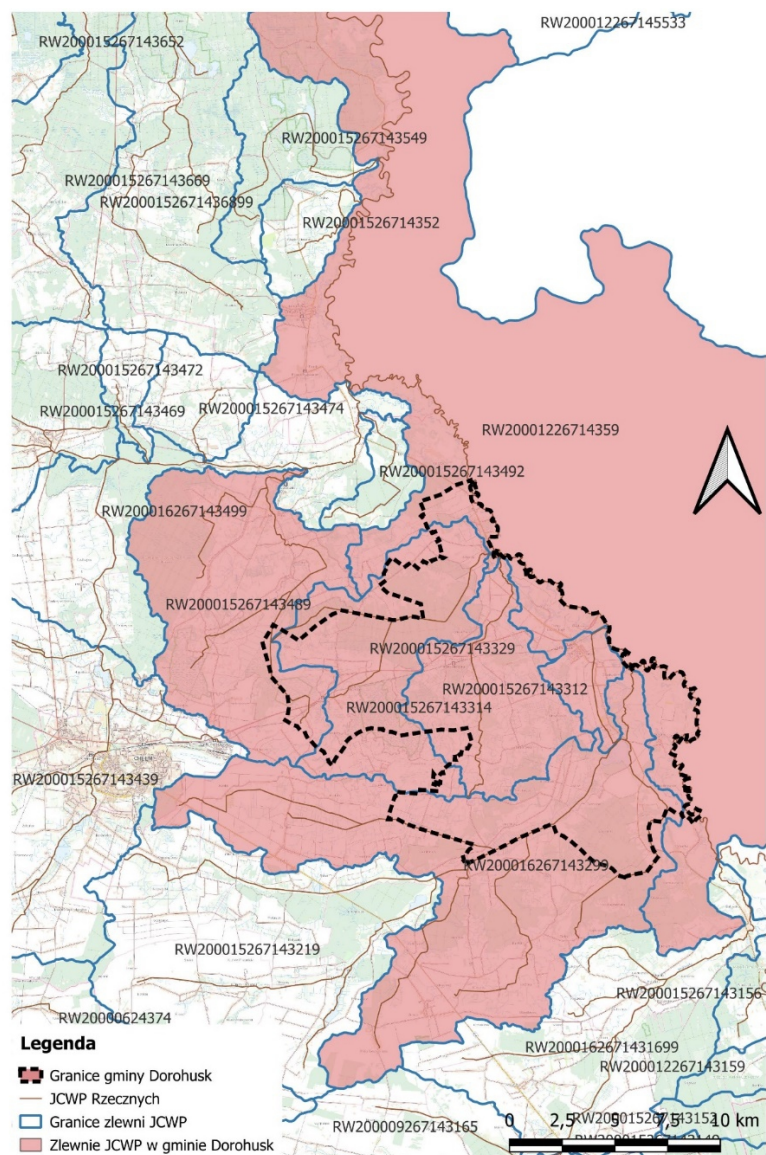 RW200012267145533
RW200015267143652
RW200015267143549
RW200015267143669
RW2000152671436899
RW20001526714352
RW200015267143472
RW200015267143469
RW200015267143474
RW20001226714359
RW200015267143492
RW200016267143499
RW200015267143489
RW200015267143329
RW200015267143312
RW200015267143314
RW200015267143439
RW200016267143299
RW200015267143219
RW200015267143156
RW20000624374
RW2000162671431699
RW200012267143159
RW200009267143165
Legenda
Granice gminy Dorohusk
JCWP Rzecznych
Granice zlewni JCWP
Zlewnie JCWP w gminie Dorohusk
0 2,5 5 7,5 10 km